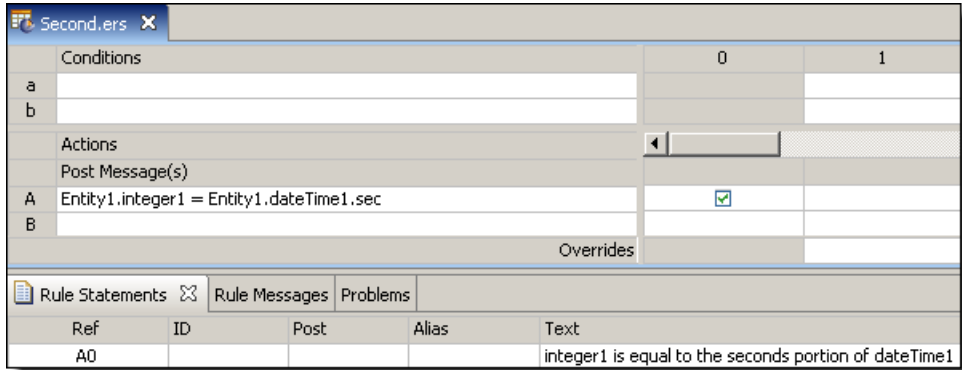 Second.ers
Conditions 0 1
a
b
Actions
Post Message(s)
A Entity1.integer1 = Entity1.dateTime1.sec
B
Overrides
Rule Statements Rule Messages Problems
Ref ID Post Alias Text
A0 integer1 is equal to the seconds portion of dateTime1